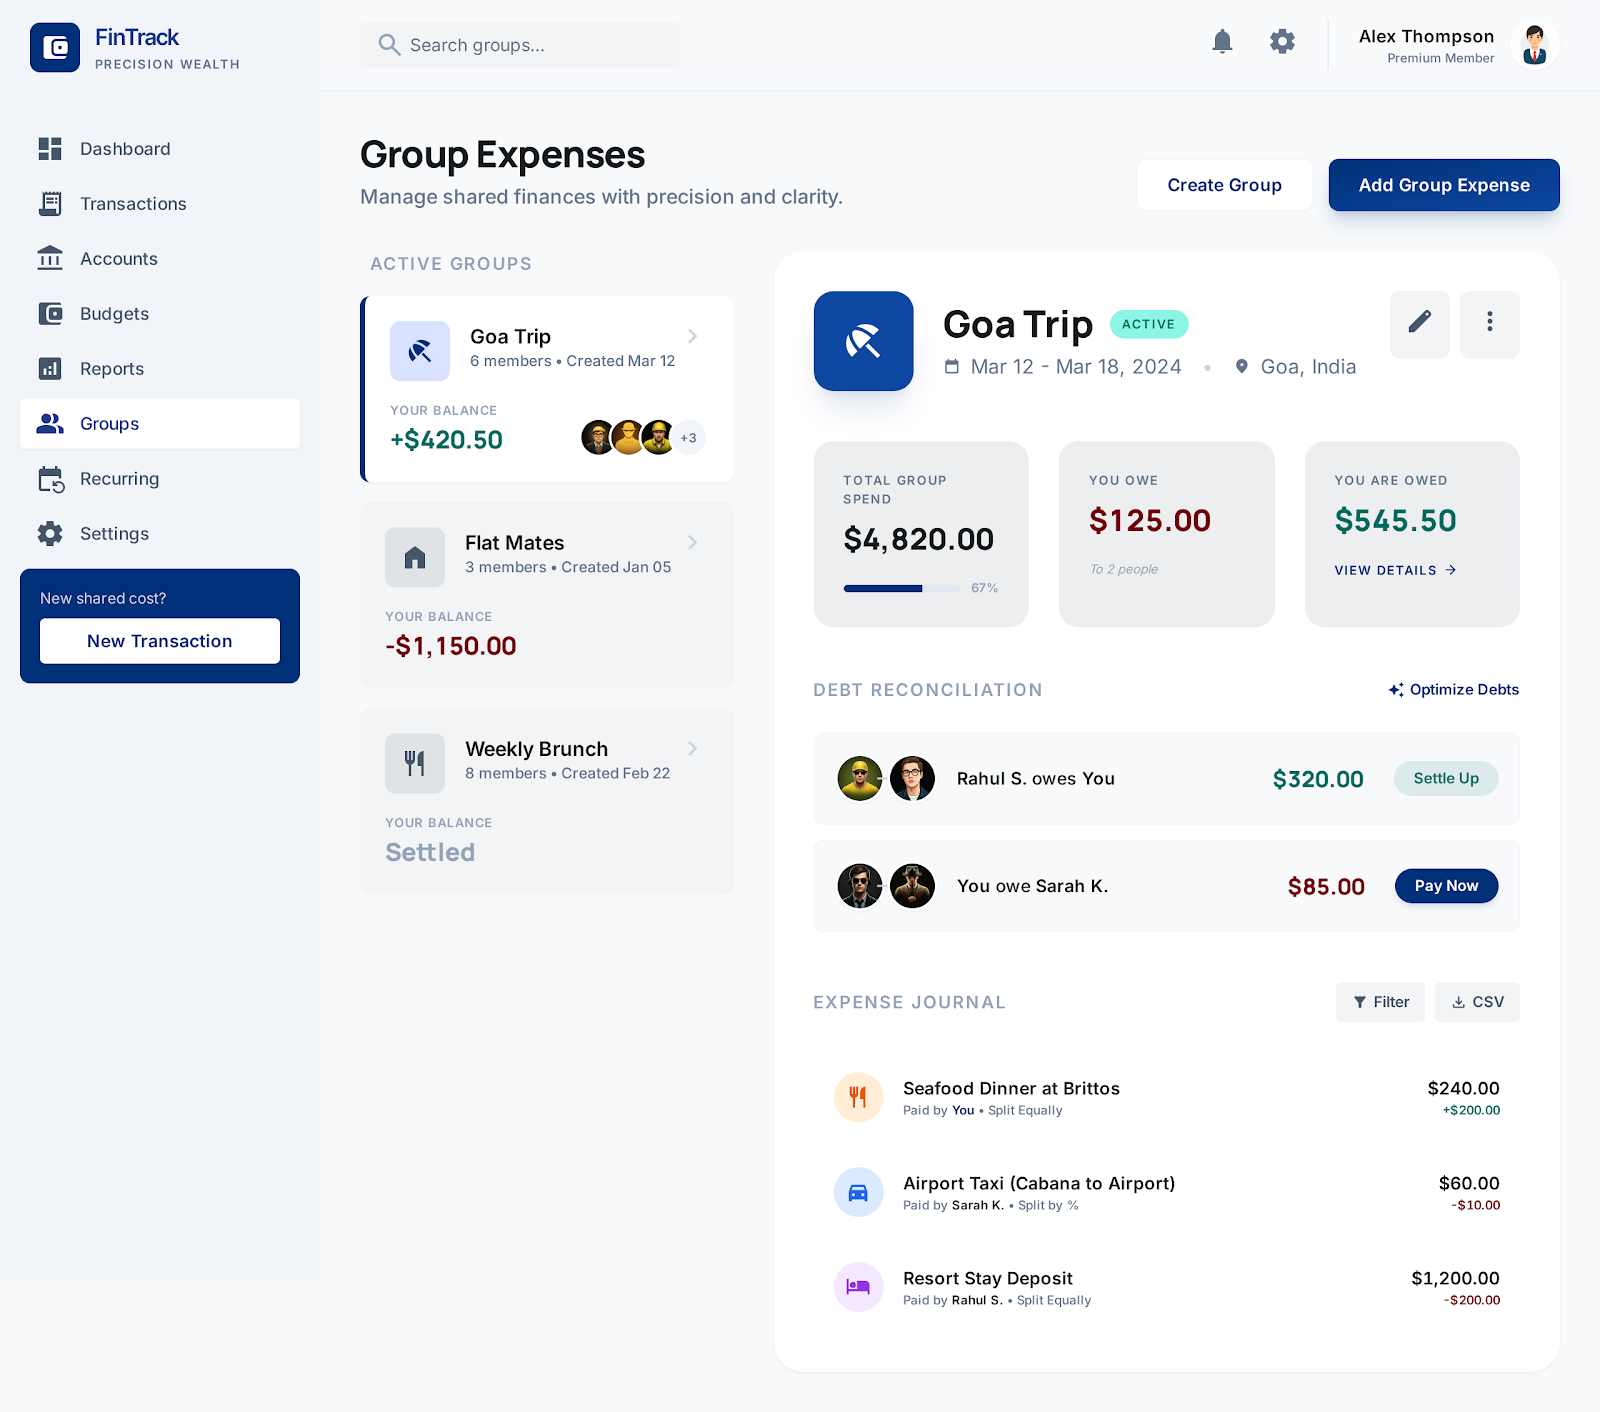 FinTrack
PRECISION WEALTH
Dashboard
Transactions
Accounts
Budgets
Reports
Groups
Recurring
Settings
New shared cost?
New Transaction
Search groups...
Alex Thompson
Premium Member
Group Expenses
Manage shared finances with precision and clarity.
Create Group
Add Group Expense
ACTIVE GROUPS
Goa Trip
6 members • Created Mar 12
YOUR BALANCE
+$420.50
+3
Flat Mates
3 members • Created Jan 05
YOUR BALANCE
-$1,150.00
Weekly Brunch
8 members • Created Feb 22
YOUR BALANCE
Settled
Goa Trip
ACTIVE
Mar 12 - Mar 18, 2024 • Goa, India
TOTAL GROUP
SPEND
$4,820.00
67%
YOU OWE
$125.00
To 2 people
YOU ARE OWED
$545.50
VIEW DETAILS →
DEBT RECONCILIATION
Optimize Debts
Rahul S. owes You
$320.00
Settle Up
You owe Sarah K.
$85.00
Pay Now
EXPENSE JOURNAL
Filter
CSV
Seafood Dinner at Brittos
Paid by You • Split Equally
$240.00
+$200.00
Airport Taxi (Cabana to Airport)
Paid by Sarah K. • Split by %
$60.00
-$10.00
Resort Stay Deposit
Paid by Rahul S. • Split Equally
$1,200.00
-$200.00